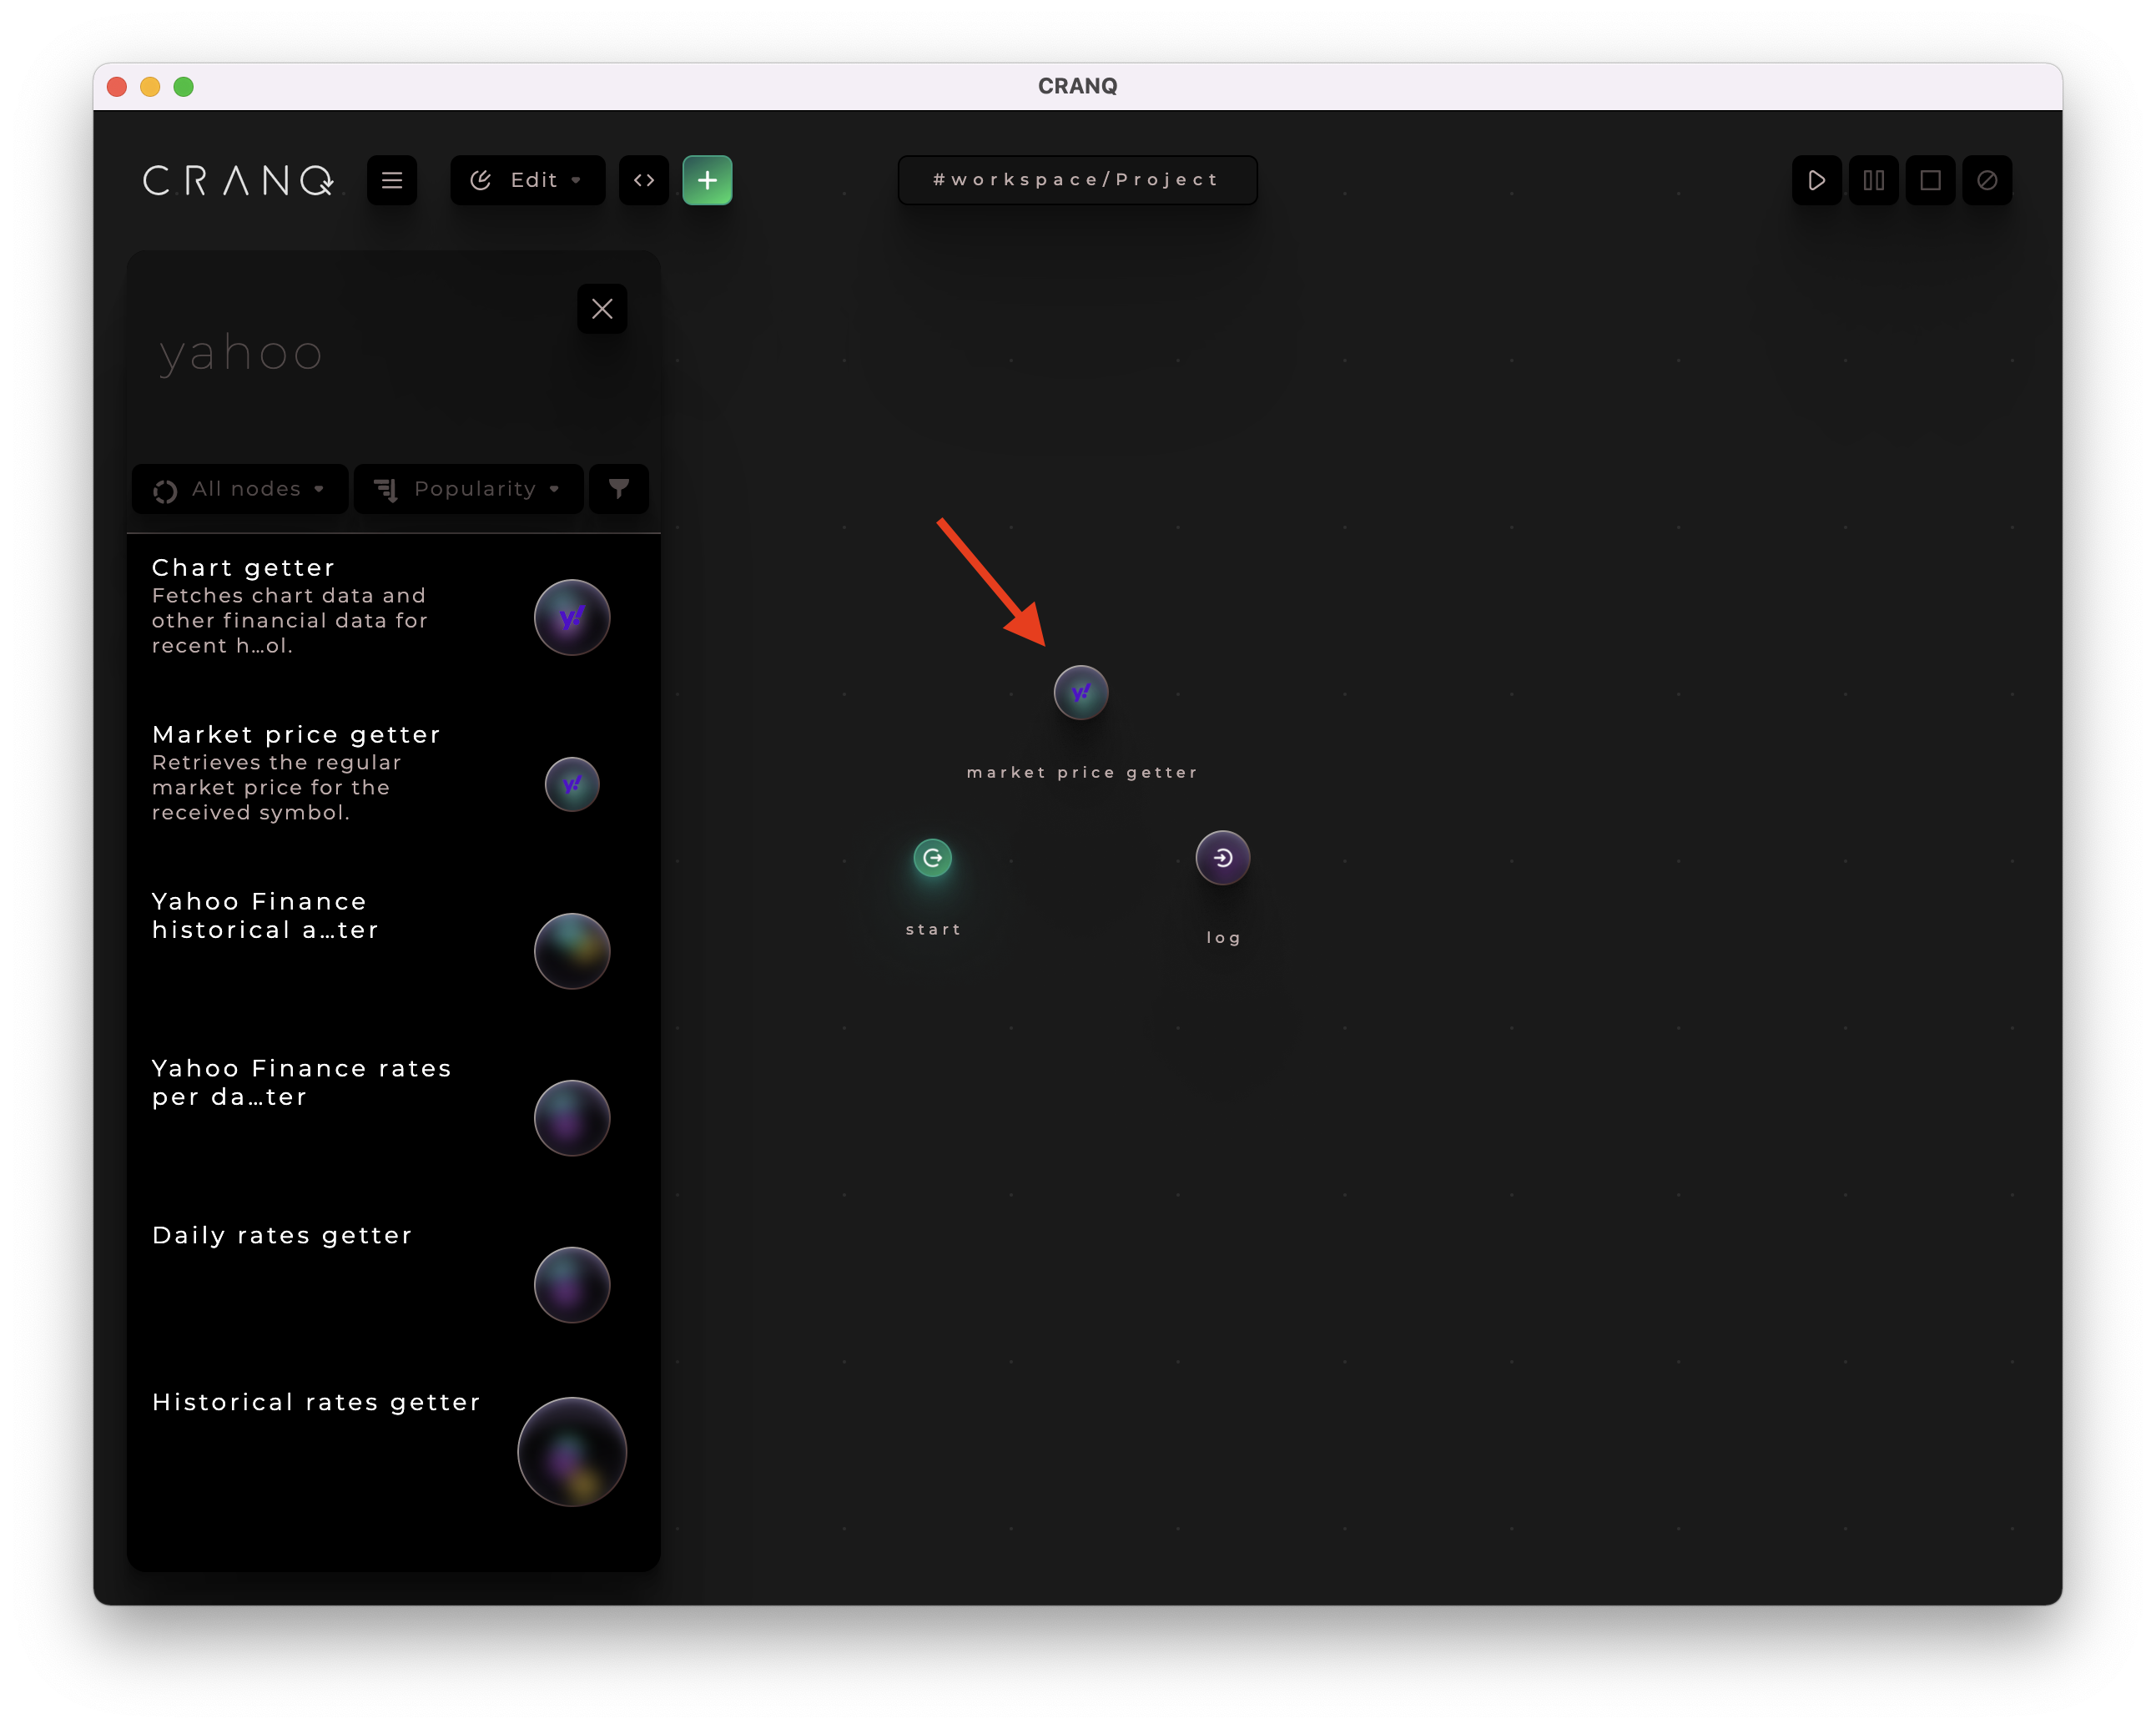 CRANQ
CRANQ
Edit
#workspace/Project
yahoo
All nodes
Popularity
Chart getter
Fetches chart data and
other financial data for
recent h...ol.
y!
Market price getter
Retrieves the regular
market price for the
received symbol.
y!
Yahoo Finance
historical a...ter
Yahoo Finance rates
per da...ter
Daily rates getter
Historical rates getter
y!
market price getter
start
log